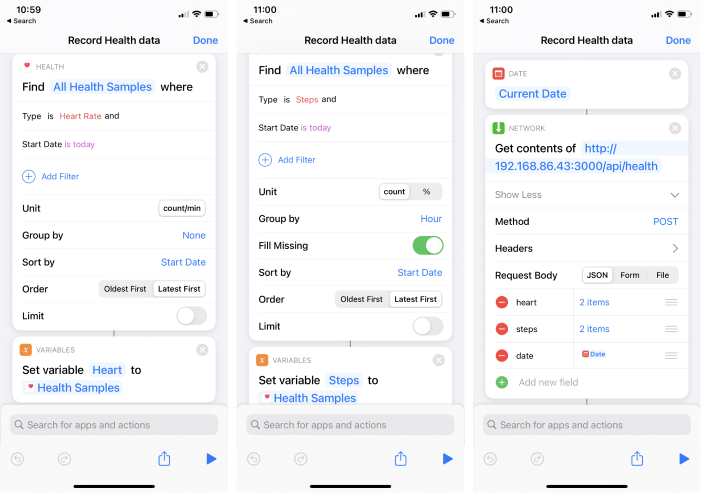 10:59
◂ Search
Record Health data
Done
HEALTH
Find All Health Samples where
Type is Heart Rate and
Start Date is today
Add Filter
Unit
count/min
Group by
None
Sort by
Start Date
Order
Oldest First
Latest First
Limit
VARIABLES
Set variable Heart to
Health Samples
Search for apps and actions
11:00
◂ Search
Record Health data
Done
Find All Health Samples where
Type is Steps and
Start Date is today
Add Filter
Unit
count
%
Group by
Hour
Fill Missing
Sort by
Start Date
Order
Oldest First
Latest First
Limit
VARIABLES
Set variable Steps to
Health Samples
Search for apps and actions
11:00
◂ Search
Record Health data
Done
DATE
Current Date
NETWORK
Get contents of http://
192.168.86.43:3000/api/health
Show Less
Method
POST
Headers
Request Body
JSON
Form
File
heart
2 items
steps
2 items
date
Date
Add new field
Search for apps and actions